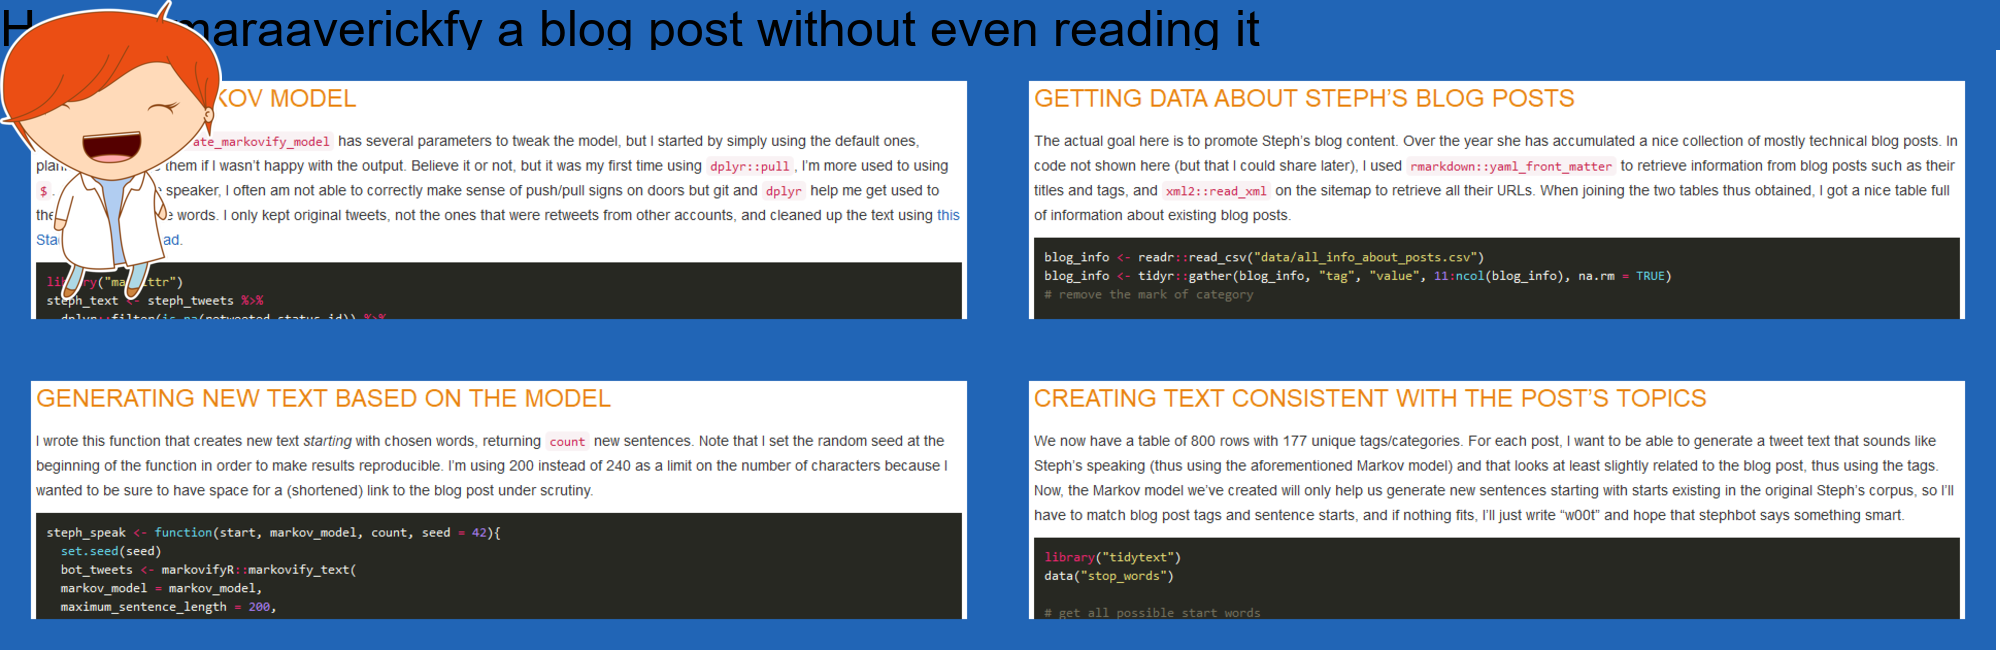 maraaverickfy a blog post without even reading it
KOV MODEL
ate_markovify_model has several parameters to tweak the model, but I started by simply using the default ones,
them if I wasn't happy with the output. Believe it or not, but it was my first time using dplyr::pull, I'm more used to using
$. speaker, I often am not able to correctly make sense of push/pull signs on doors but git and dplyr help me get used to
words. I only kept original tweets, not the ones that were retweets from other accounts, and cleaned up the text using this
ad.
steph_text <- steph_tweets %>%
dplyr::filter(is.na(retweeted_status_id)) %>%
GETTING DATA ABOUT STEPH'S BLOG POSTS
The actual goal here is to promote Steph's blog content. Over the year she has accumulated a nice collection of mostly technical blog posts. In
code not shown here (but that I could share later), I used rmarkdown::yaml_front_matter to retrieve information from blog posts such as their
titles and tags, and xml2::read_xml on the sitemap to retrieve all their URLs. When joining the two tables thus obtained, I got a nice table full
of information about existing blog posts.
blog_info <- readr::read_csv("data/all_info_about_posts.csv")
blog_info <- tidyr::gather(blog_info, "tag", "value", 11:ncol(blog_info), na.rm = TRUE)
# remove the mark of category
GENERATING NEW TEXT BASED ON THE MODEL
I wrote this function that creates new text starting with chosen words, returning count new sentences. Note that I set the random seed at the
beginning of the function in order to make results reproducible. I'm using 200 instead of 240 as a limit on the number of characters because I
wanted to be sure to have space for a (shortened) link to the blog post under scrutiny.
steph_speak <- function(start, markov_model, count, seed = 42){
set.seed(seed)
bot_tweets <- markovifyR::markovify_text(
markov_model = markov_model,
maximum_sentence_length = 200,
CREATING TEXT CONSISTENT WITH THE POST'S TOPICS
We now have a table of 800 rows with 177 unique tags/categories. For each post, I want to be able to generate a tweet text that sounds like
Steph's speaking (thus using the aforementioned Markov model) and that looks at least slightly related to the blog post, thus using the tags.
Now, the Markov model we've created will only help us generate new sentences starting with starts existing in the original Steph's corpus, so I'll
have to match blog post tags and sentence starts, and if nothing fits, I'll just write "w00t" and hope that stephbot says something smart.
library("tidytext")
data("stop_words")
# get all possible start words